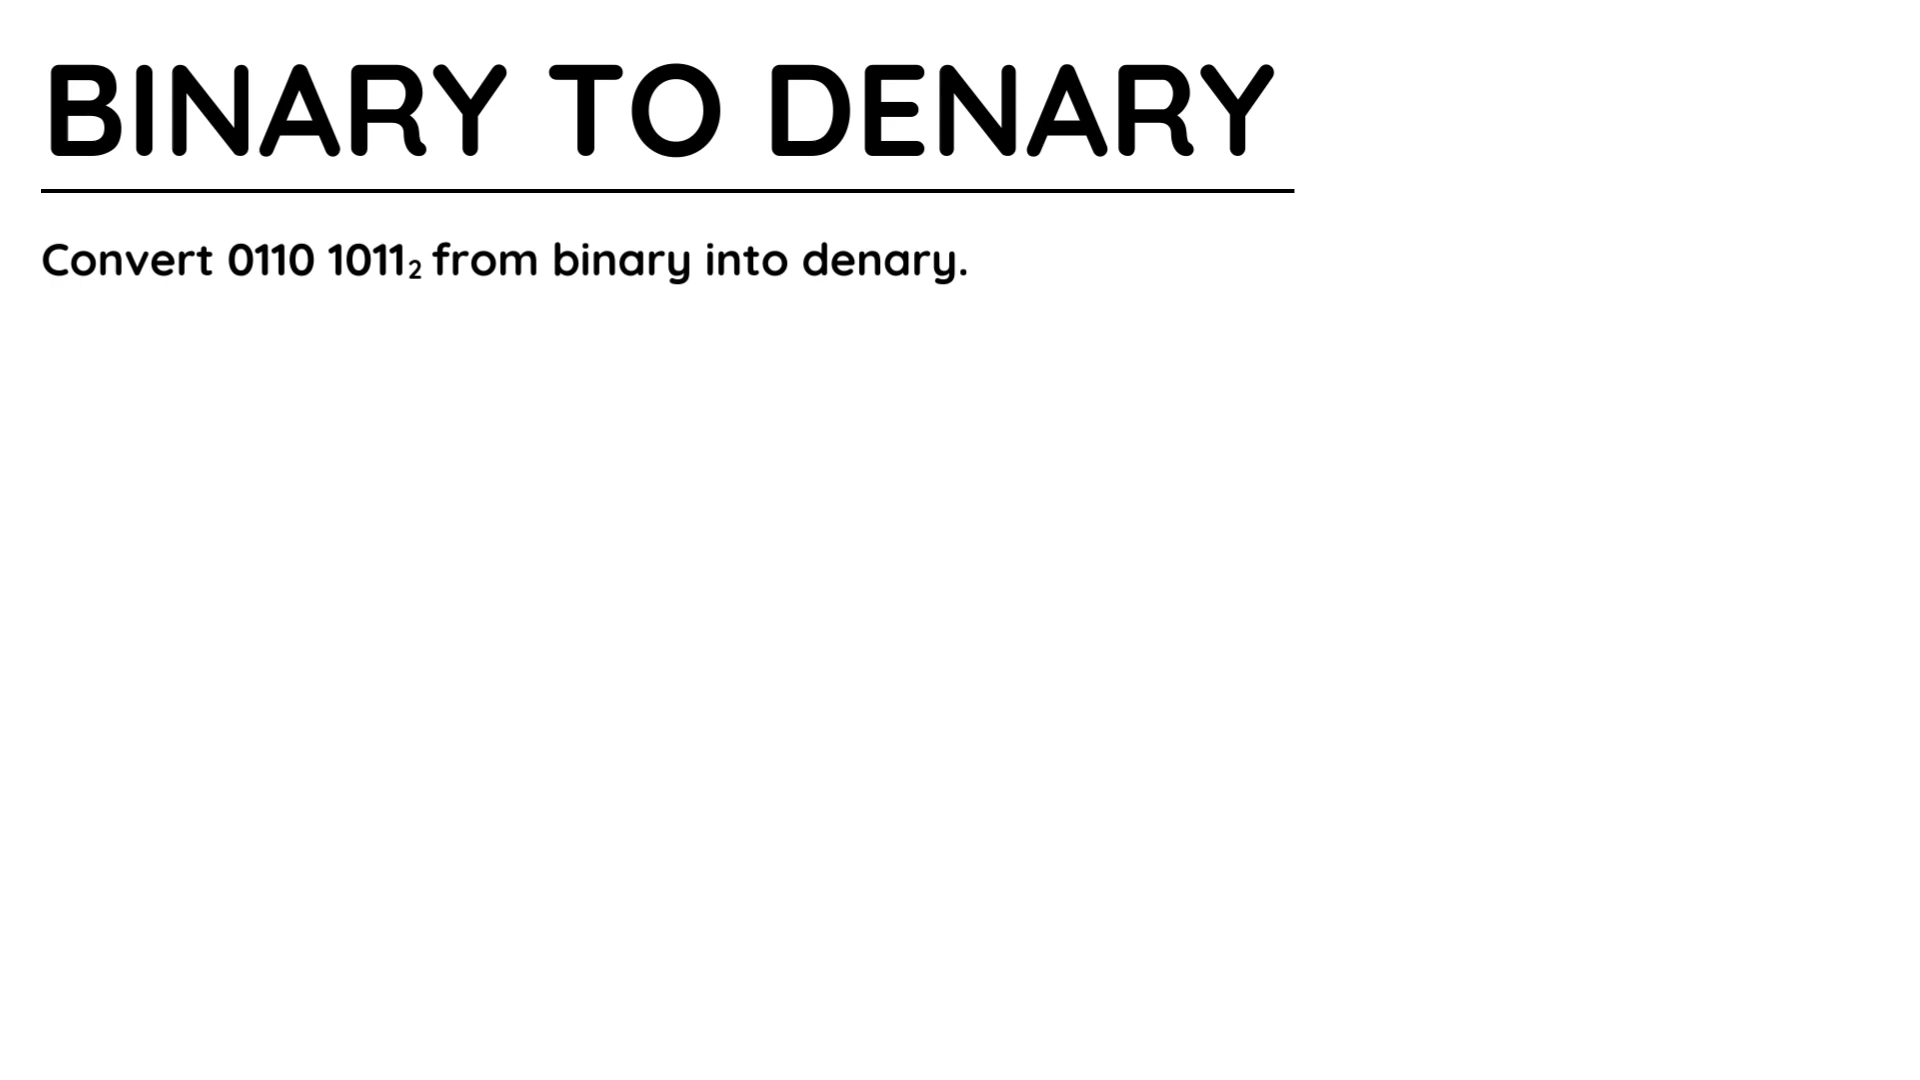 BINARY TO DENARY
Convert 0110 1011₂ from binary into denary.